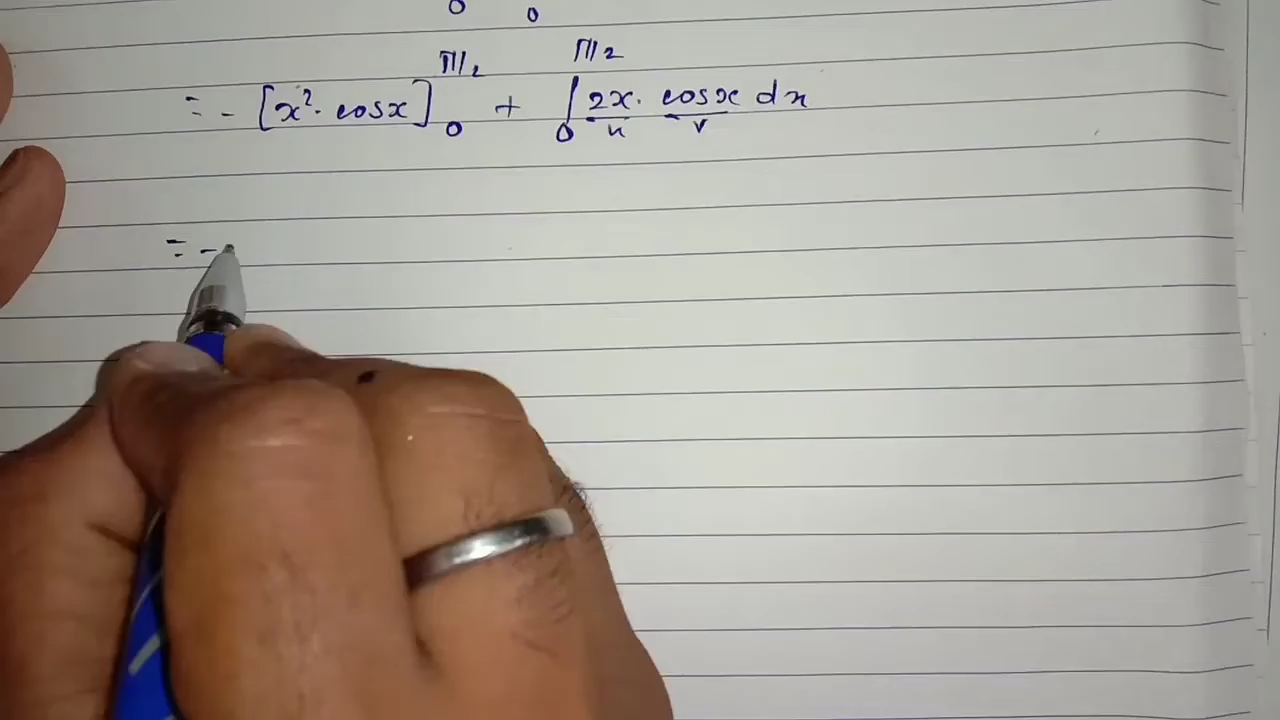 0 0
π/2 π/2
= - [x². cosx] + ∫ 2x. cosx dx
0 0 u v
= -